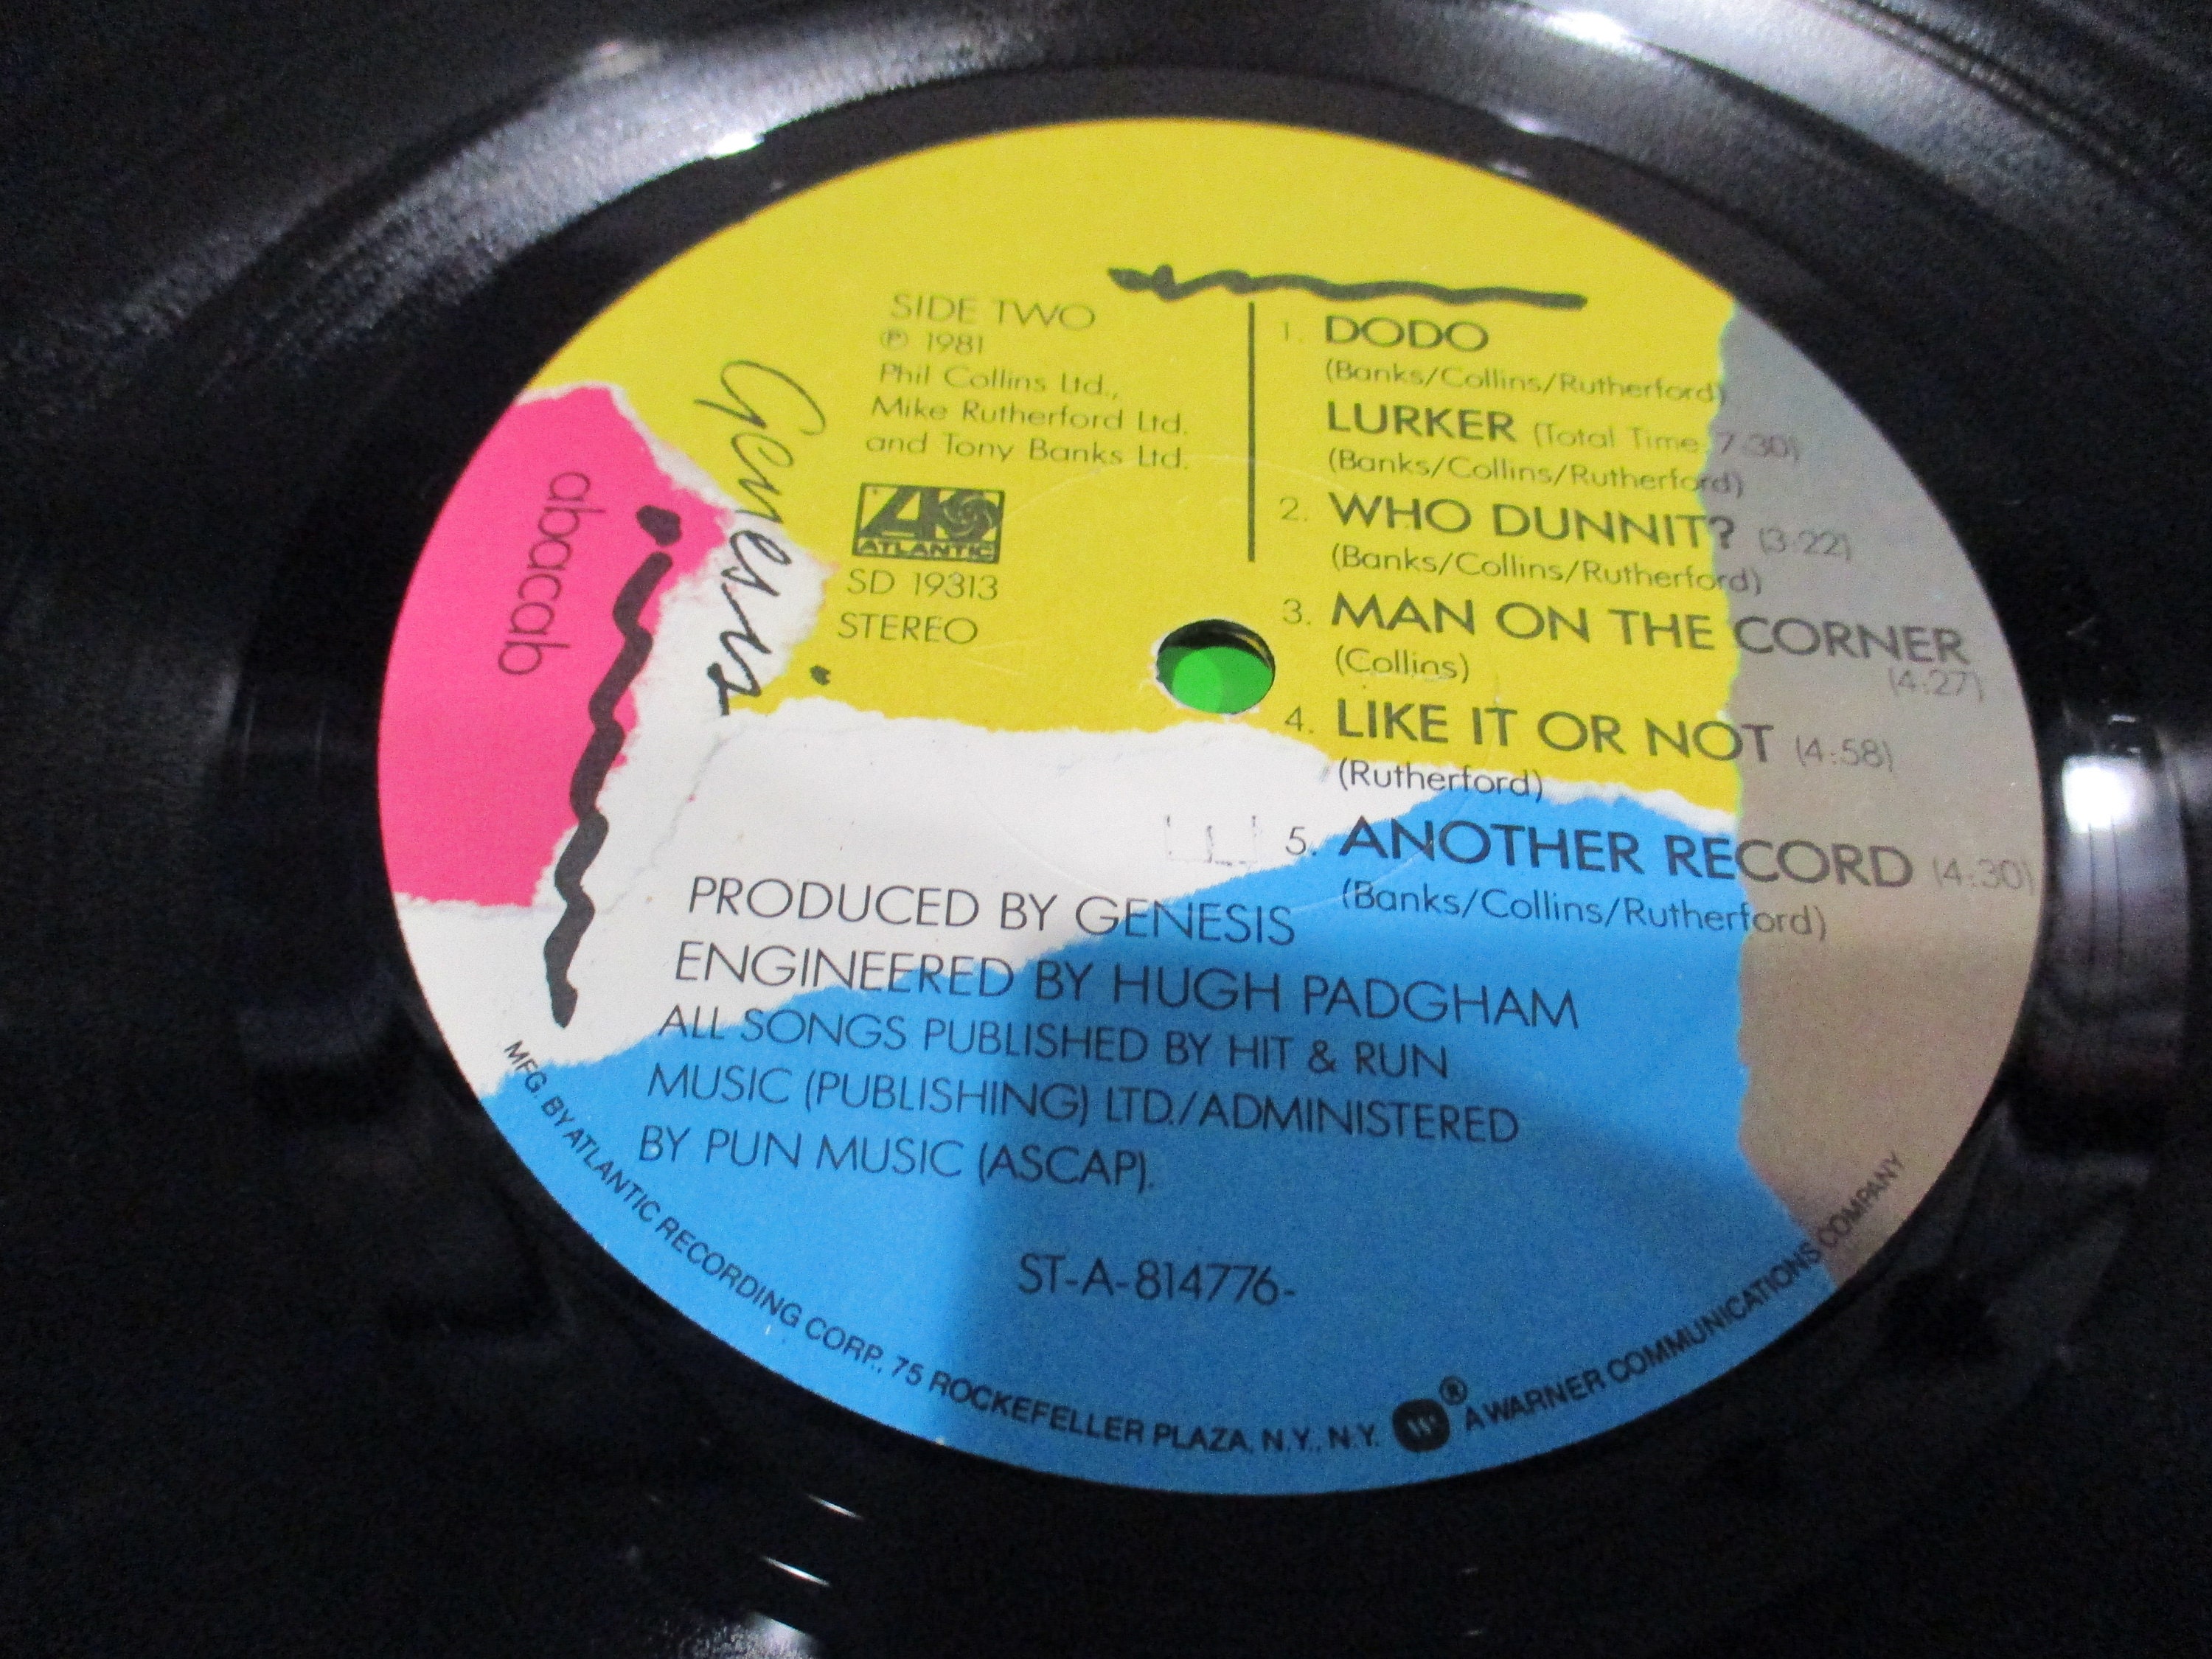 abacab
Genesis
SIDE TWO
℗ 1981
Phil Collins Ltd.,
Mike Rutherford Ltd.
and Tony Banks Ltd.
ATLANTIC
SD 19313
STEREO
1. DODO
(Banks/Collins/Rutherford)
LURKER (Total Time: 7:30)
(Banks/Collins/Rutherford)
2. WHO DUNNIT? (3:22)
(Banks/Collins/Rutherford)
3. MAN ON THE CORNER
(4:27)
(Collins)
4. LIKE IT OR NOT (4:58)
(Rutherford)
5. ANOTHER RECORD (4:30)
(Banks/Collins/Rutherford)
PRODUCED BY GENESIS
ENGINEERED BY HUGH PADGHAM
ALL SONGS PUBLISHED BY HIT & RUN
MUSIC (PUBLISHING) LTD./ADMINISTERED
BY PUN MUSIC (ASCAP).
ST-A-814776-
MFG. BY ATLANTIC RECORDING CORP., 75 ROCKEFELLER PLAZA, N.Y., N.Y. ® A WARNER COMMUNICATIONS COMPANY